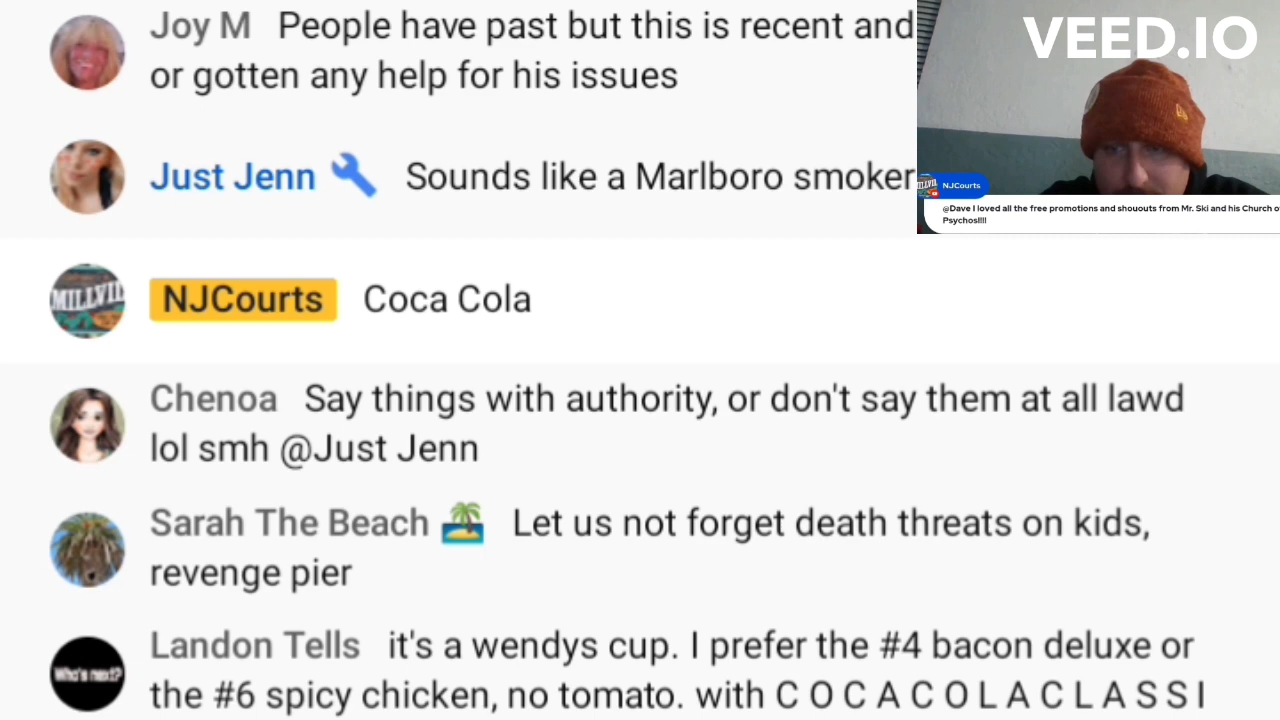 Joy M People have past but this is recent and
or gotten any help for his issues
Just Jenn Sounds like a Marlboro smoker
NJCourts Coca Cola
Chenoa Say things with authority, or don't say them at all lawd
lol smh @Just Jenn
Sarah The Beach 🏝 Let us not forget death threats on kids,
revenge pier
Landon Tells it's a wendys cup. I prefer the #4 bacon deluxe or
the #6 spicy chicken, no tomato. with C O C A C O L A C L A S S I
VEED.IO
NJCourts
@Dave I loved all the free promotions and shououts from Mr. Ski and his Church o
Psychos!!!!
MILLVIL
Who's next?